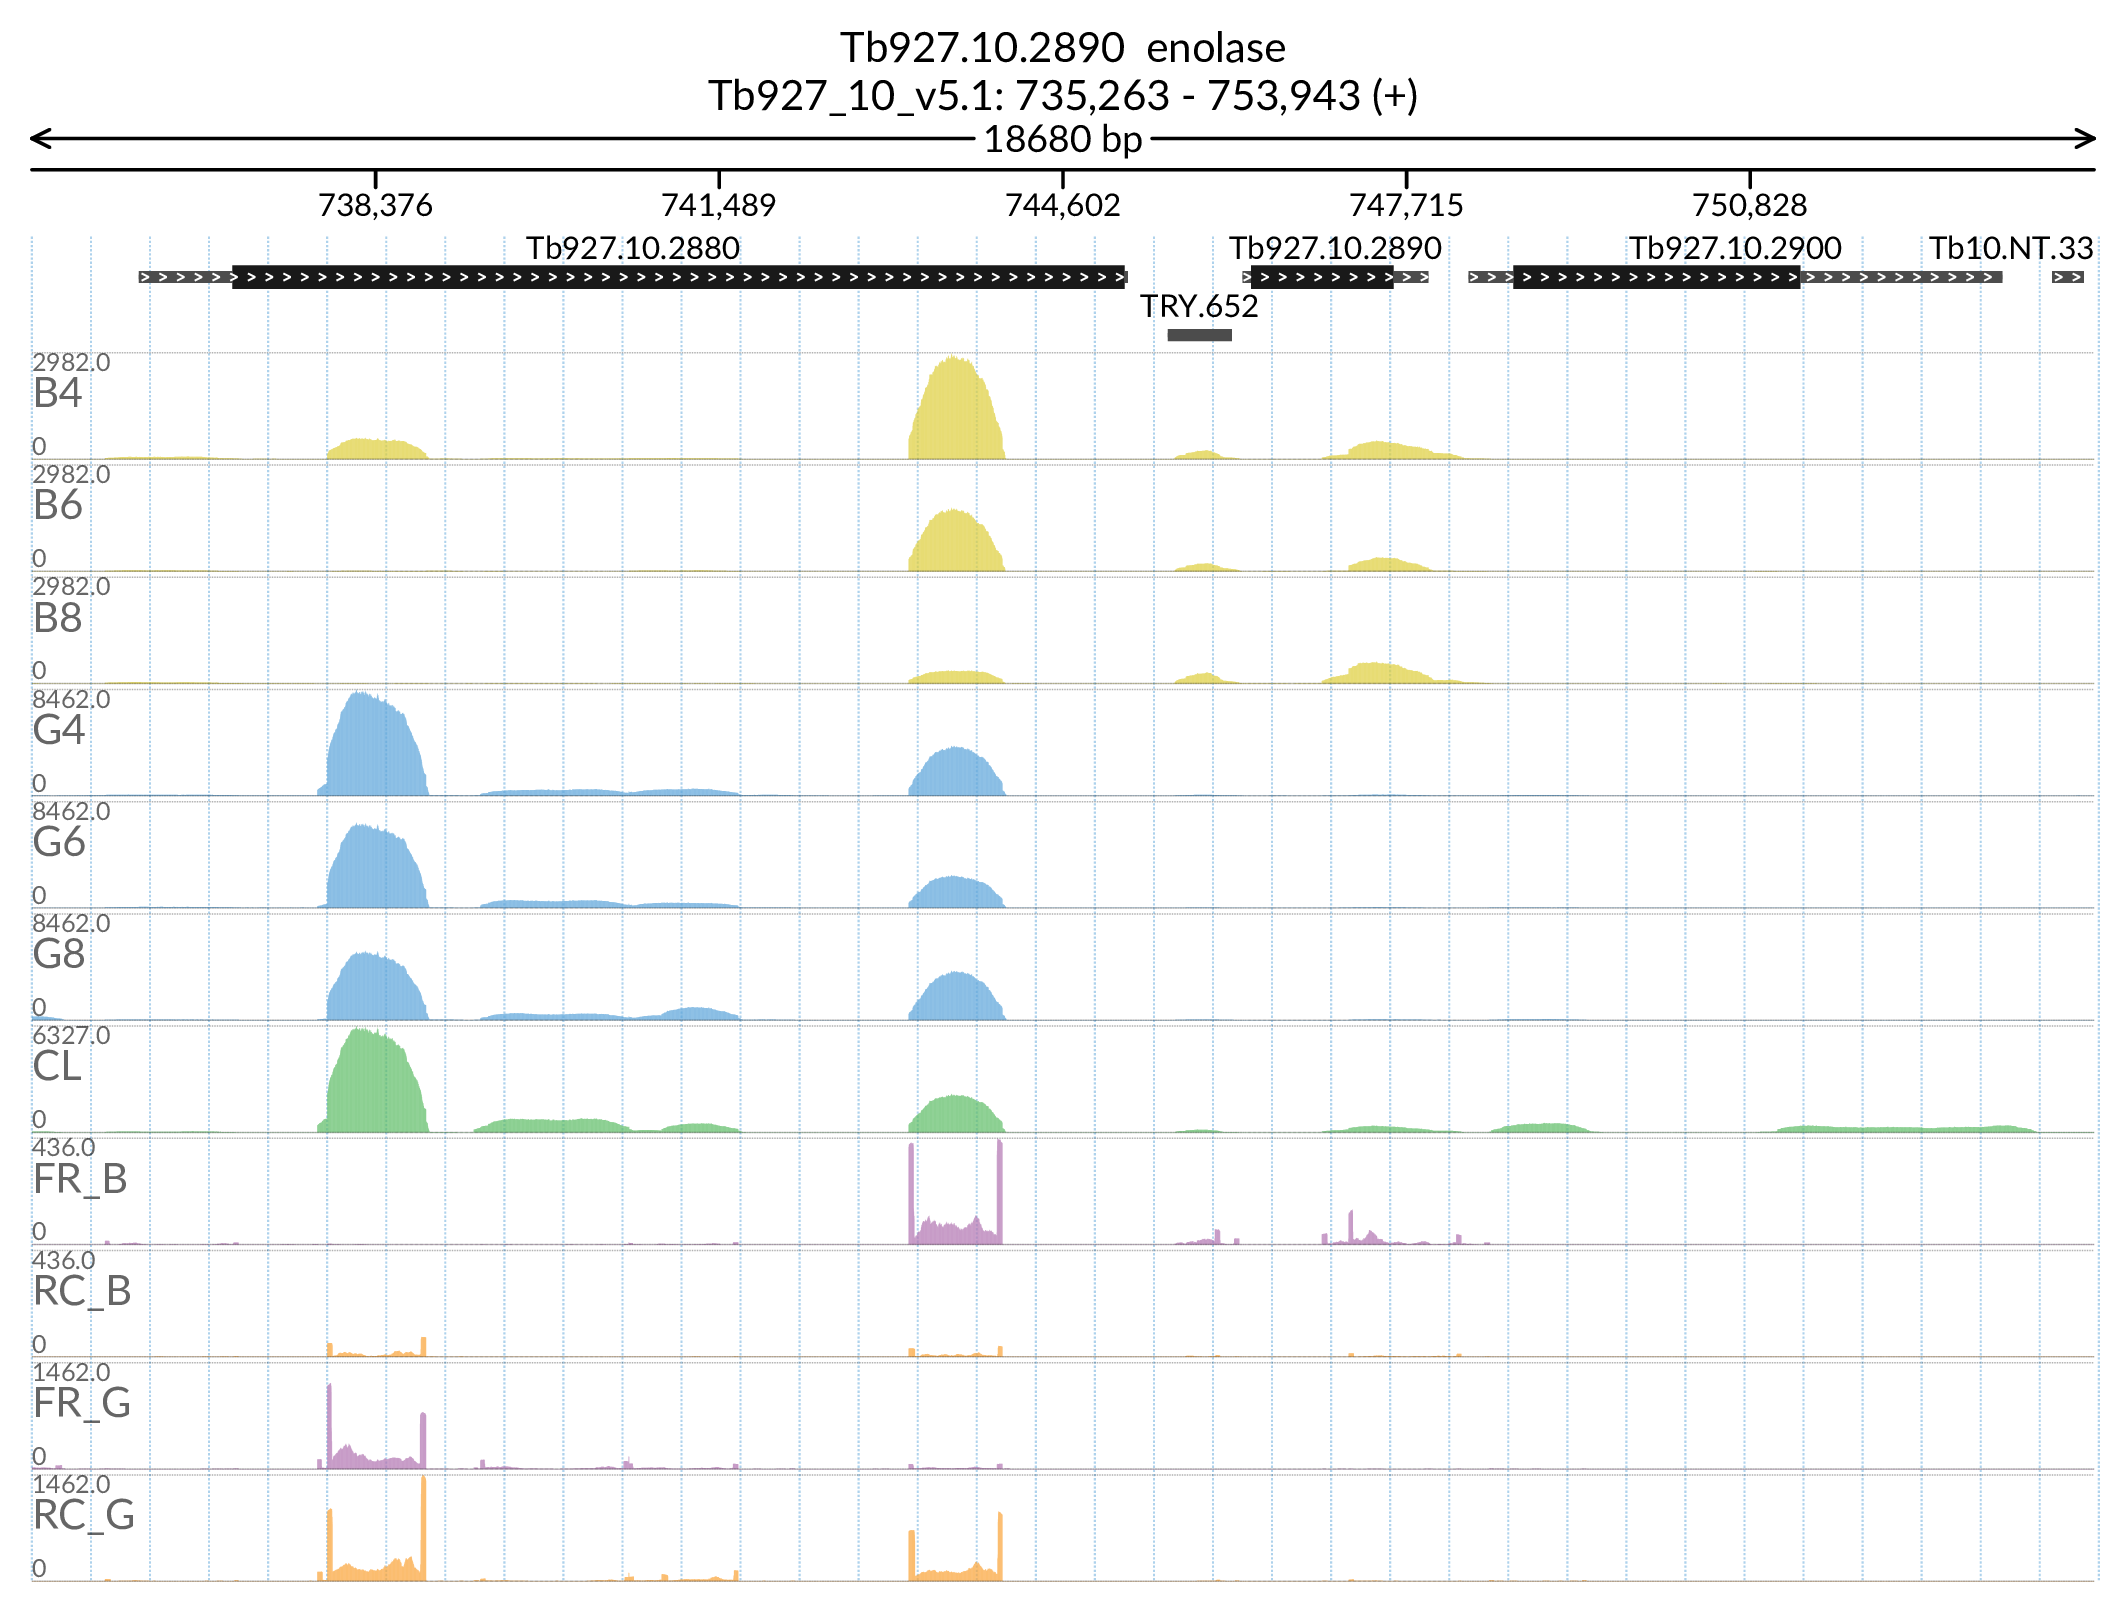 Tb927.10.2890  enolase
Tb927_10_v5.1: 735,263 - 753,943 (+)
18680 bp
738,376 741,489 744,602 747,715 750,828
Tb927.10.2880 Tb927.10.2890 Tb927.10.2900 Tb10.NT.33
TRY.652
2982.0
B4
0
2982.0
B6
0
2982.0
B8
0
8462.0
G4
0
8462.0
G6
0
8462.0
G8
0
6327.0
CL
0
436.0
FR_B
0
436.0
RC_B
0
1462.0
FR_G
0
1462.0
RC_G
0